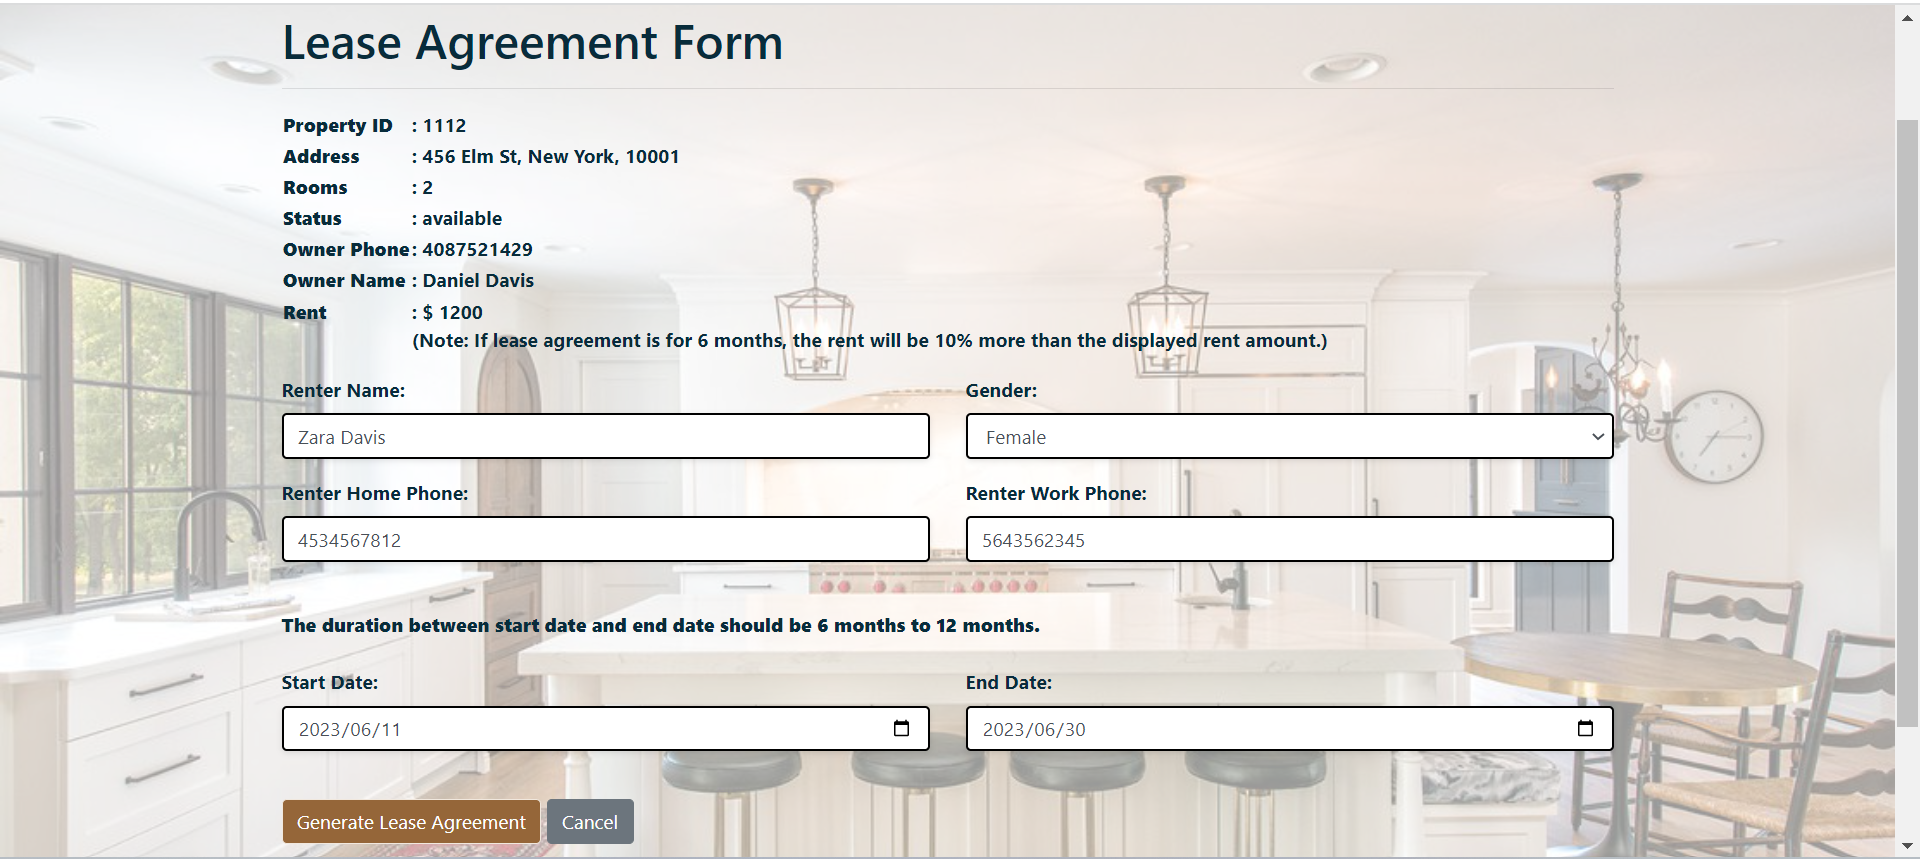 Lease Agreement Form
Property ID : 1112
Address : 456 Elm St, New York, 10001
Rooms : 2
Status : available
Owner Phone : 4087521429
Owner Name : Daniel Davis
Rent : $ 1200
(Note: If lease agreement is for 6 months, the rent will be 10% more than the displayed rent amount.)
Renter Name: Gender:
Zara Davis Female
Renter Home Phone: Renter Work Phone:
4534567812 5643562345
The duration between start date and end date should be 6 months to 12 months.
Start Date: End Date:
2023/06/11 2023/06/30
Generate Lease Agreement Cancel